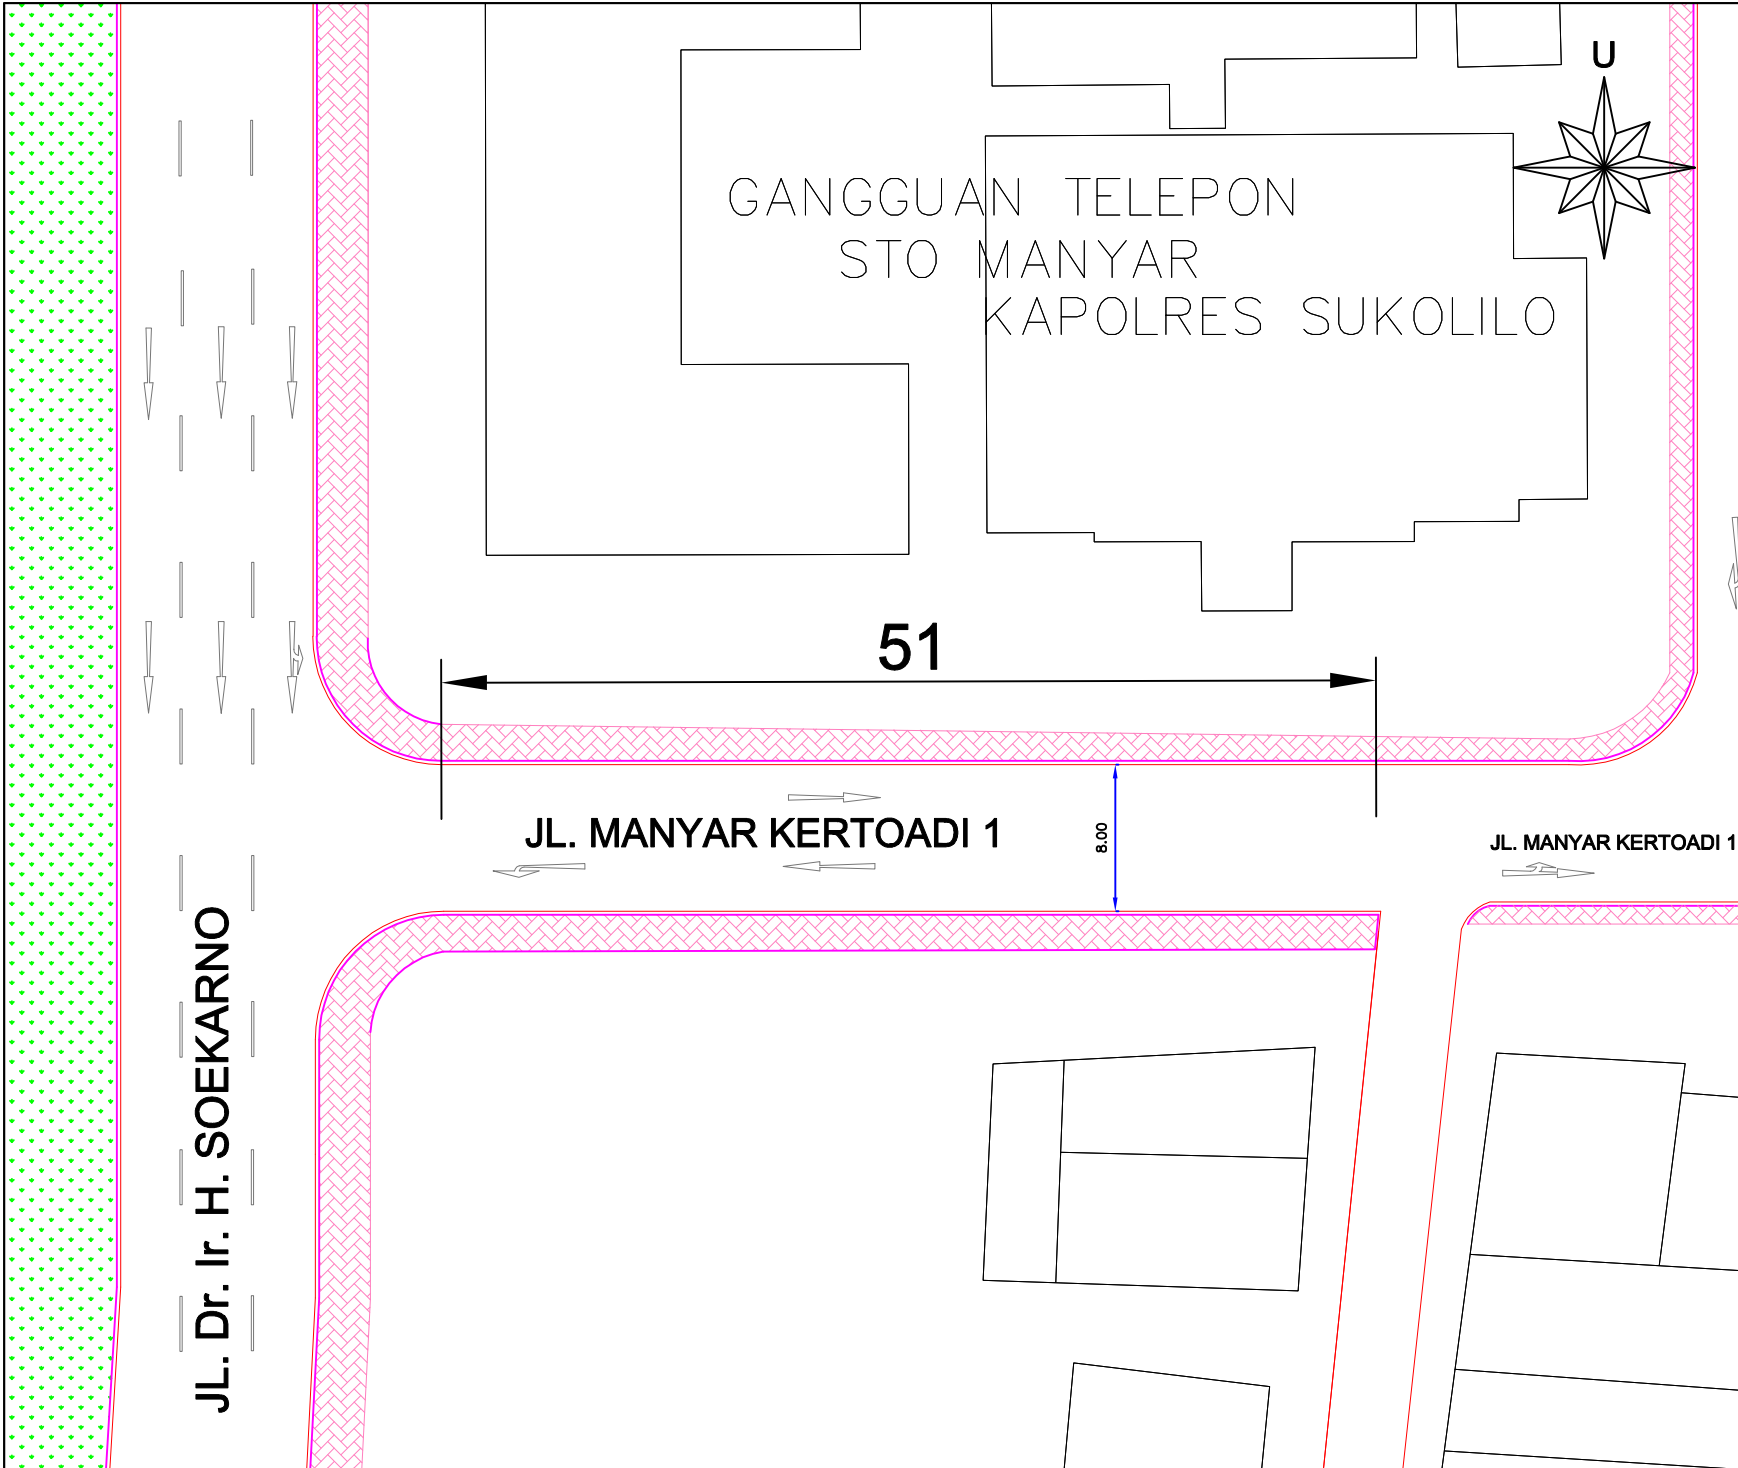 U
GANGGUAN TELEPON
STO MANYAR
KAPOLRES SUKOLILO
51
JL. MANYAR KERTOADI 1
8.00
JL. MANYAR KERTOADI 1
JL. Dr. Ir. H. SOEKARNO